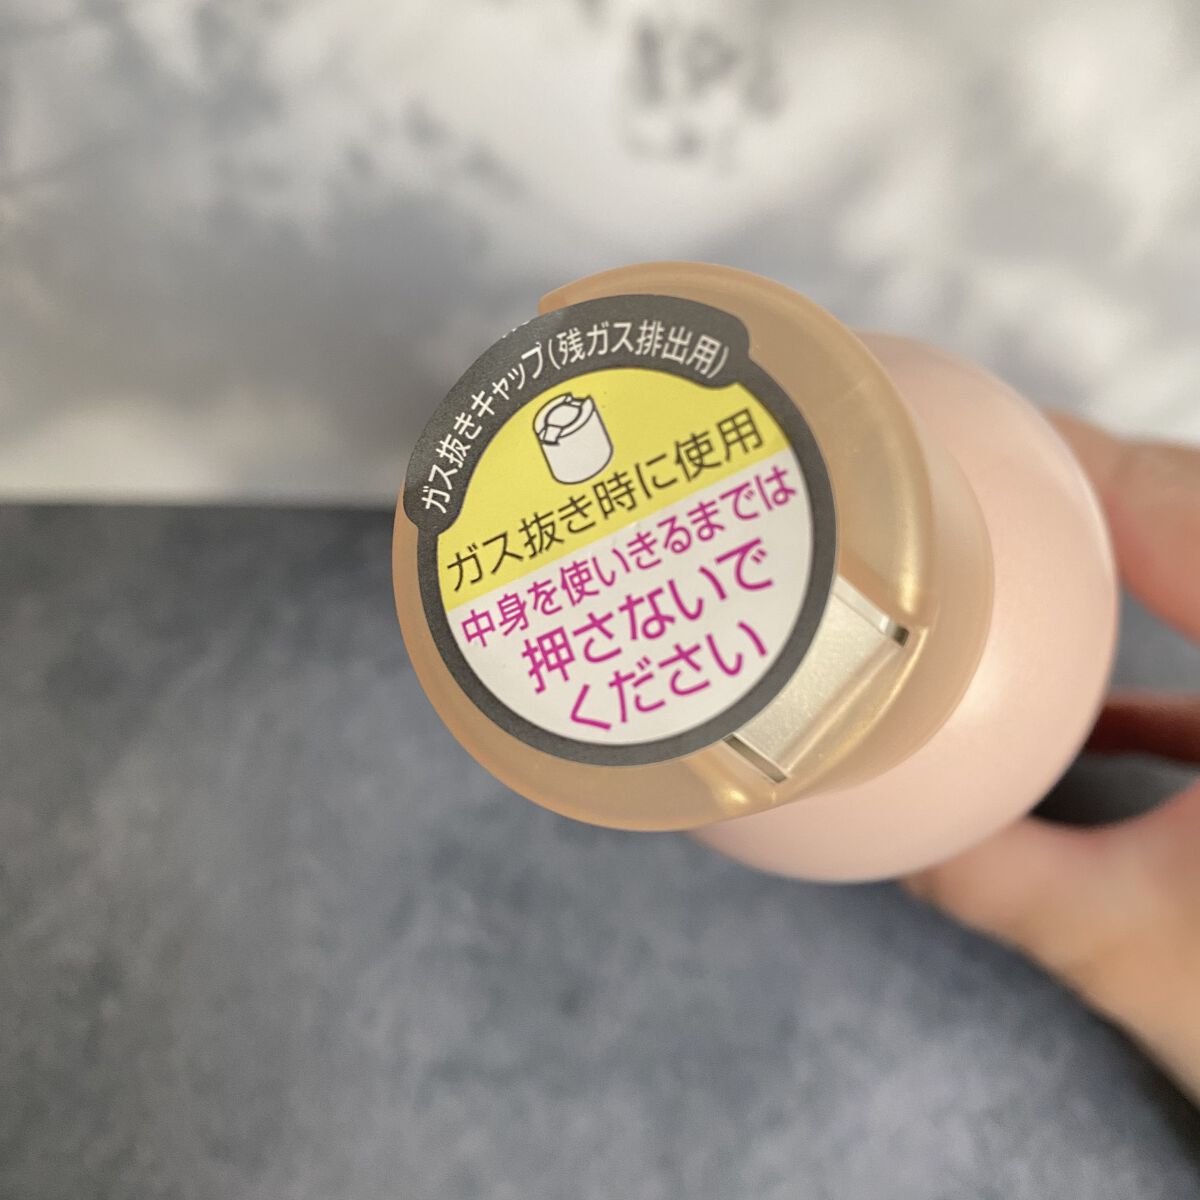 ガス抜きキャップ(残ガス排出用)
ガス抜き時に使用
中身を使いきるまでは
押さないで
ください